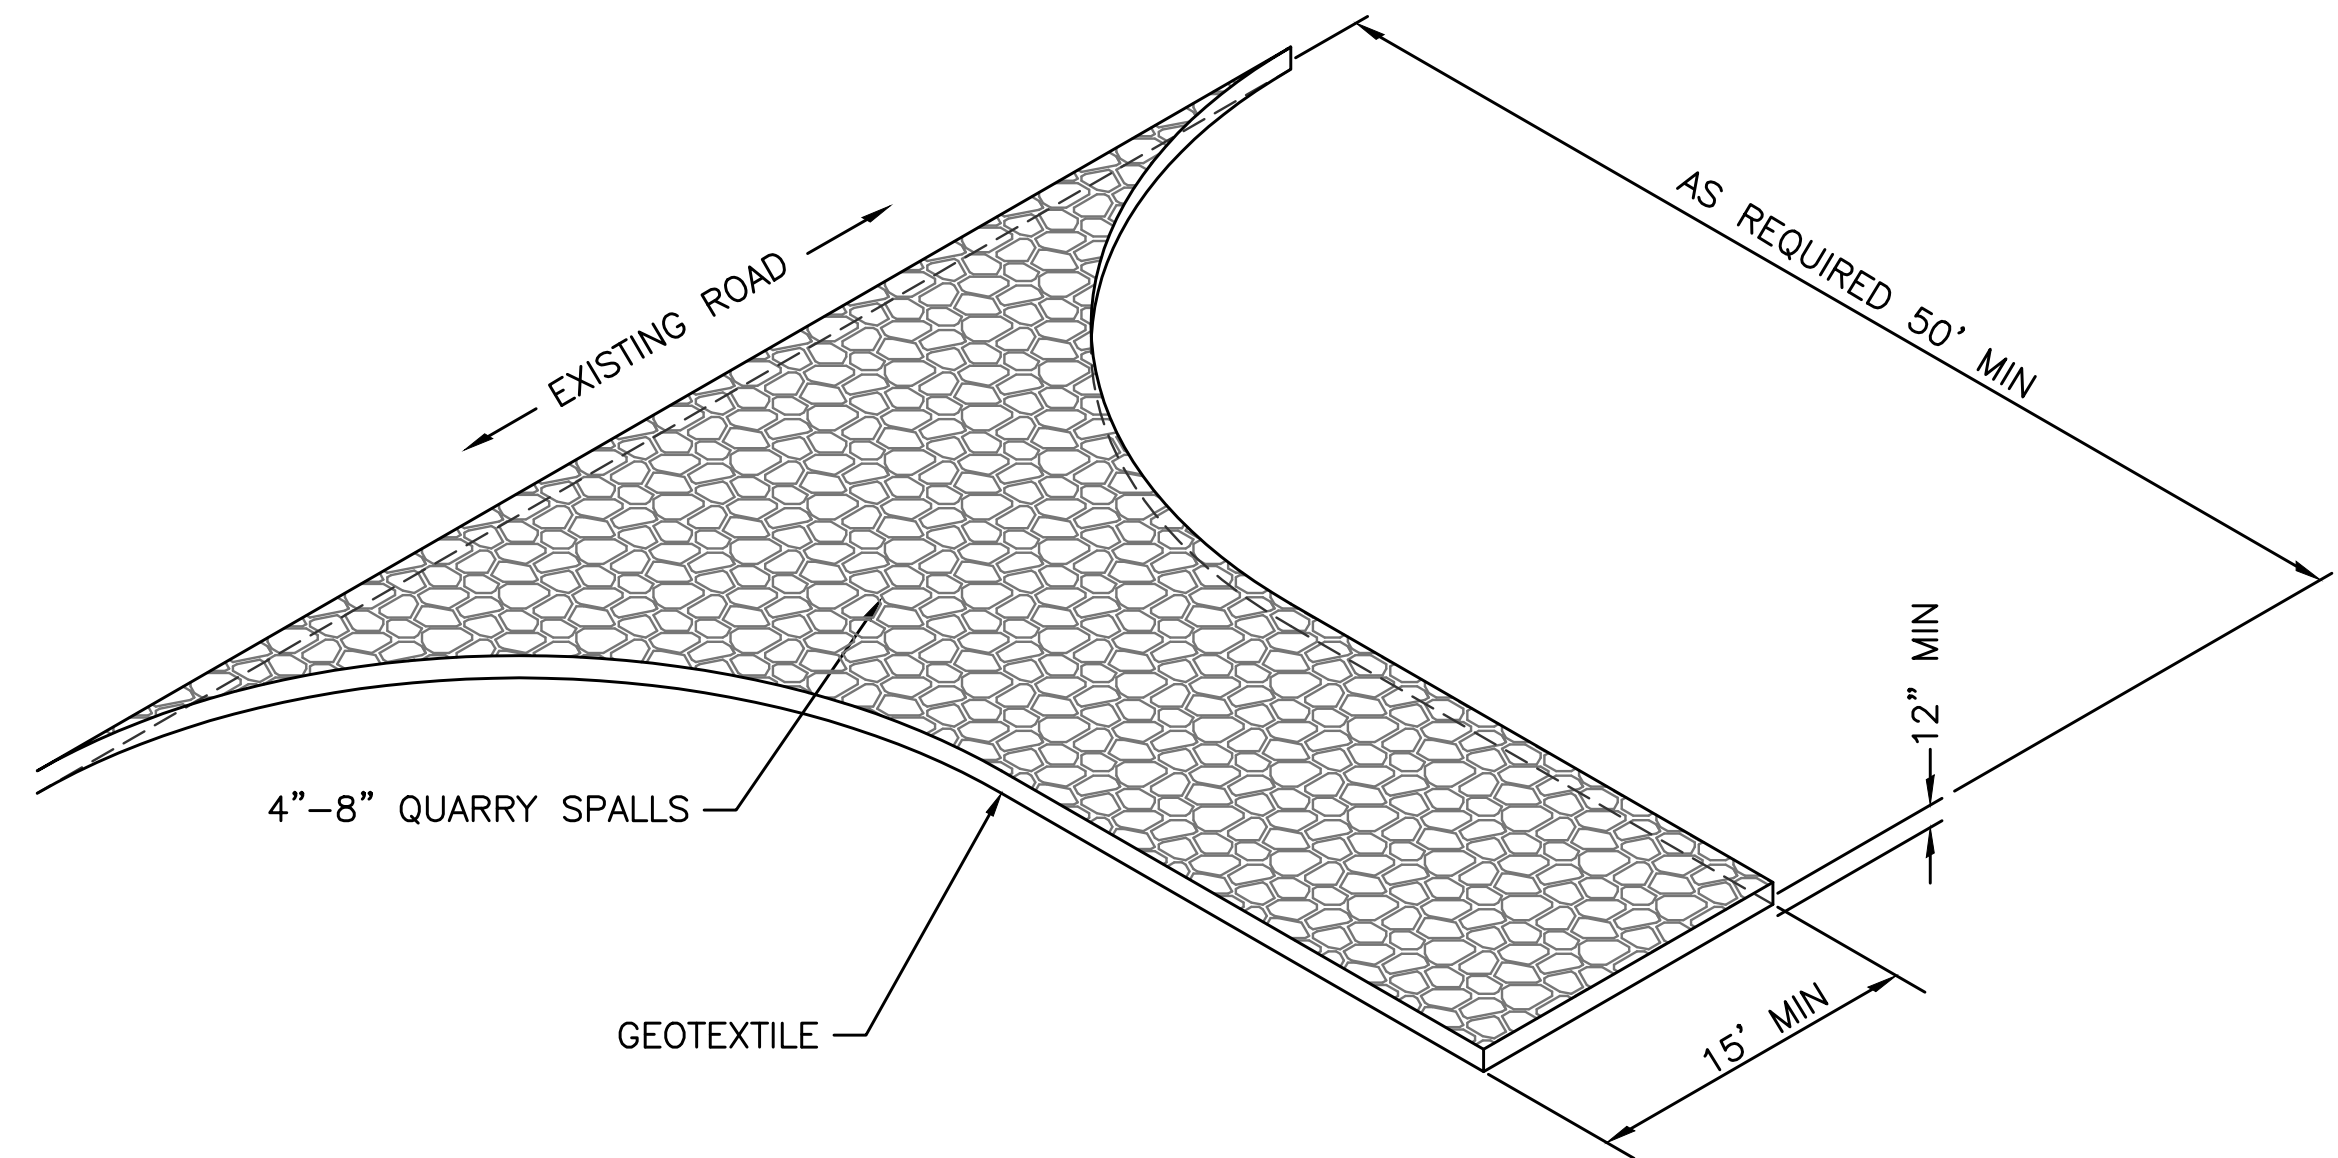 AS REQUIRED 50’ MIN
EXISTING ROAD
12” MIN
4”–8” QUARRY SPALLS
GEOTEXTILE
15’ MIN